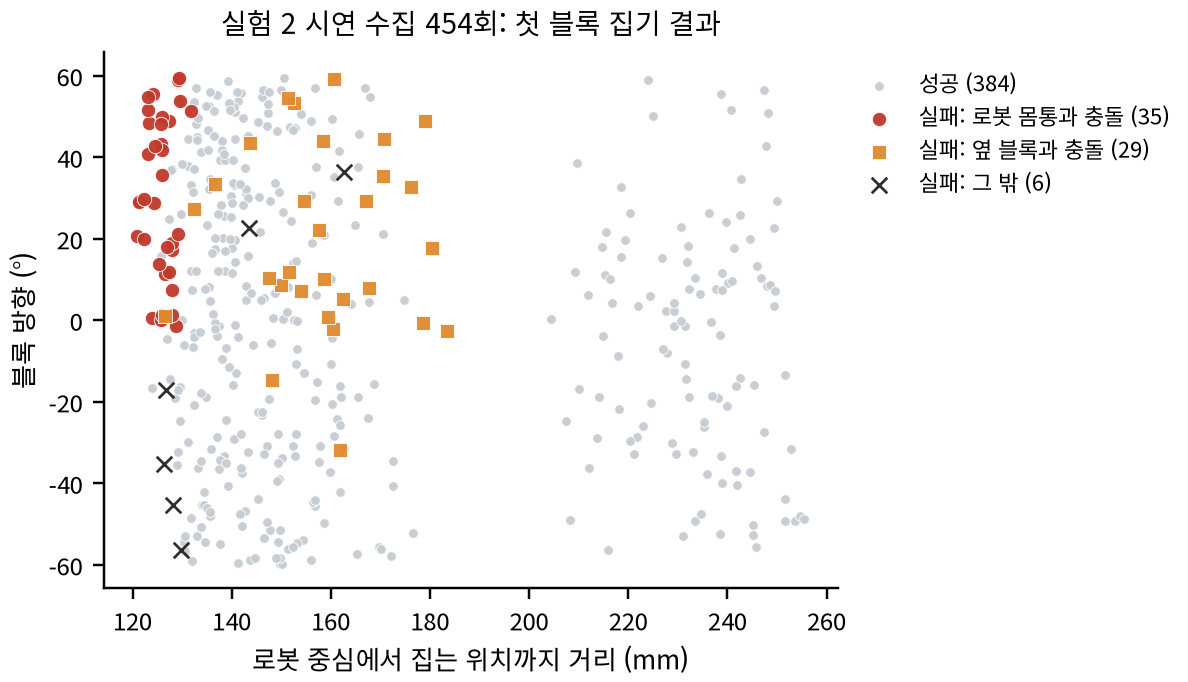 실험 2 시연 수집 454회: 첫 블록 집기 결과
60
40
20
0
-20
-40
-60
블록 방향 (°)
120 140 160 180 200 220 240 260
로봇 중심에서 집는 위치까지 거리 (mm)
성공 (384)
실패: 로봇 몸통과 충돌 (35)
실패: 옆 블록과 충돌 (29)
실패: 그 밖 (6)